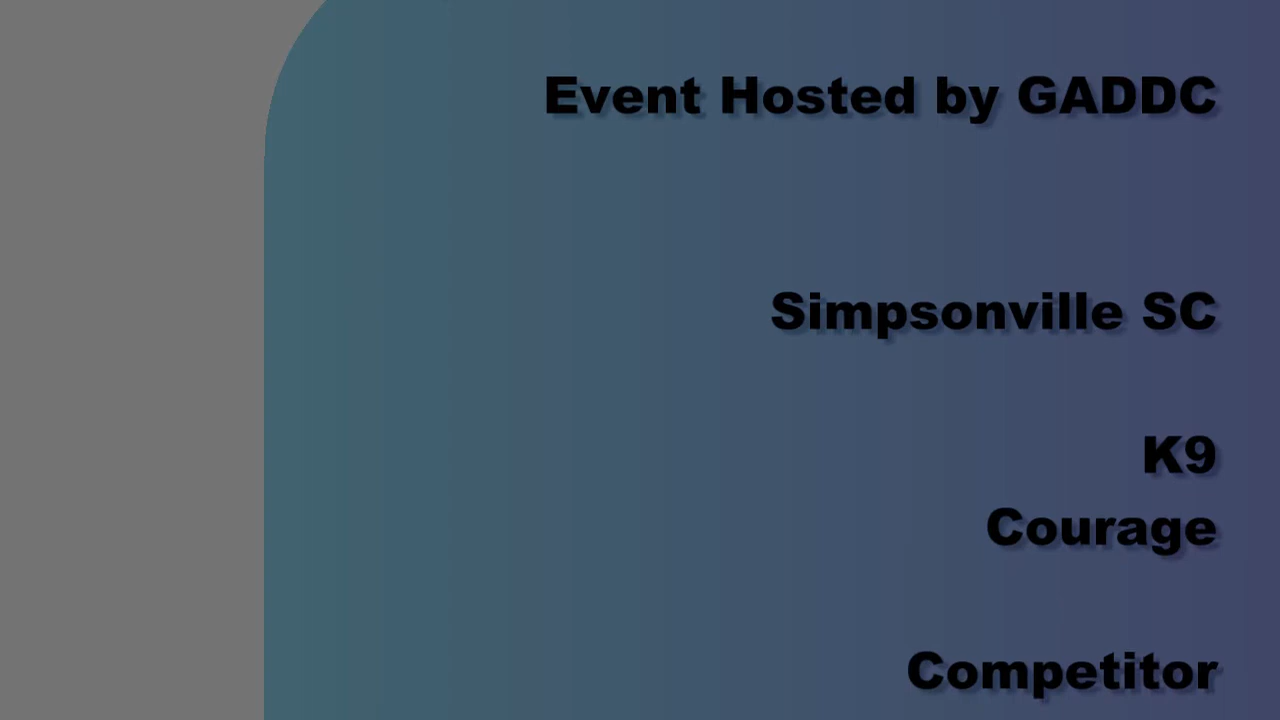 Event Hosted by GADDC
Simpsonville SC
K9
Courage
Competitor